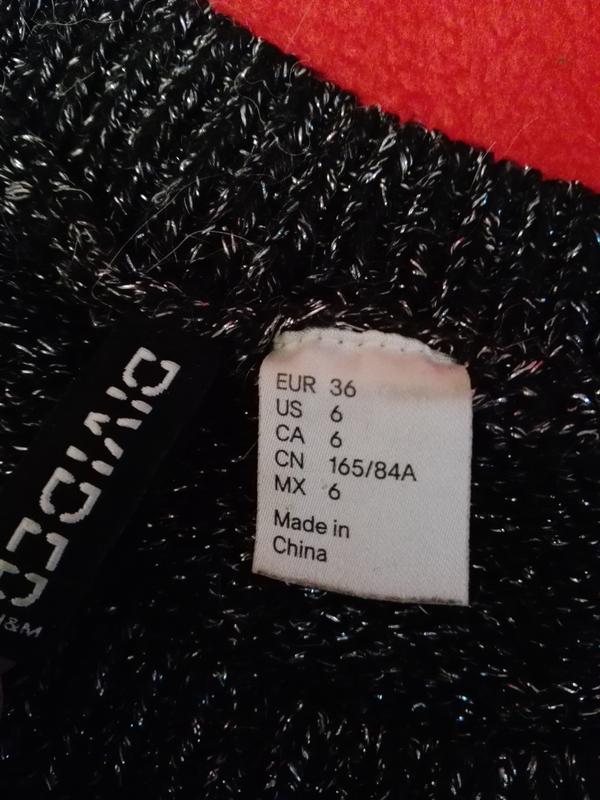 DIVIDED
H&M
EUR 36
US 6
CA 6
CN 165/84A
MX 6
Made in
China